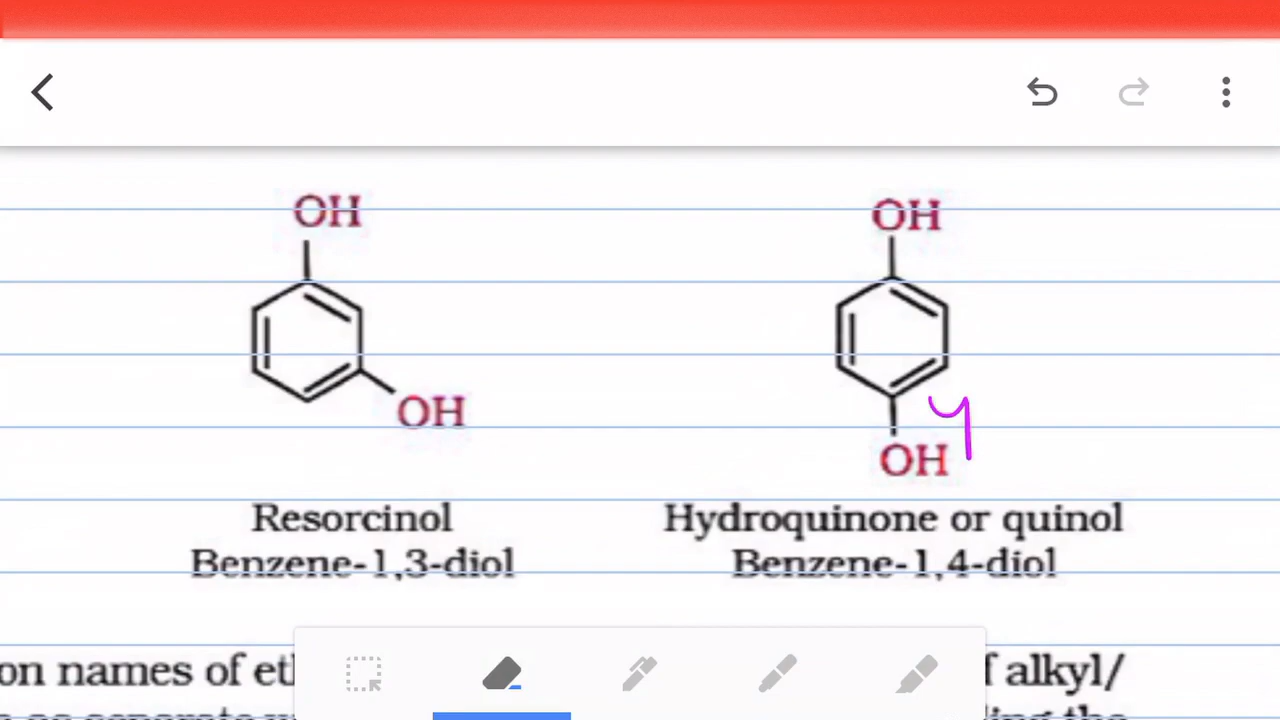 OH
OH
OH
4
OH
Resorcinol
Hydroquinone or quinol
Benzene-1,3-diol
Benzene-1,4-diol
on names of
alkyl/